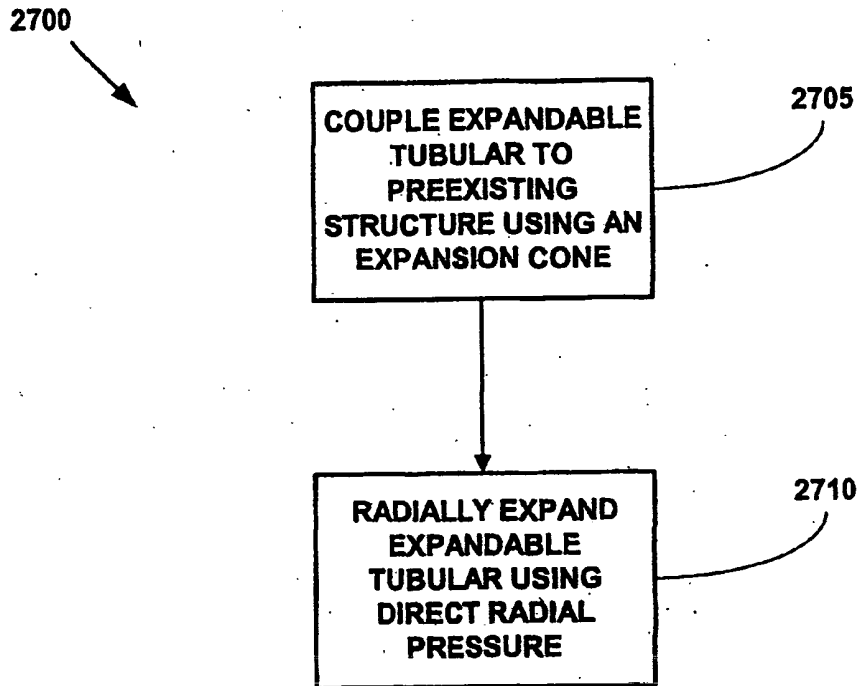 2700
COUPLE EXPANDABLE
TUBULAR TO
PREEXISTING
STRUCTURE USING AN
EXPANSION CONE
2705
RADIALLY EXPAND
EXPANDABLE
TUBULAR USING
DIRECT RADIAL
PRESSURE
2710